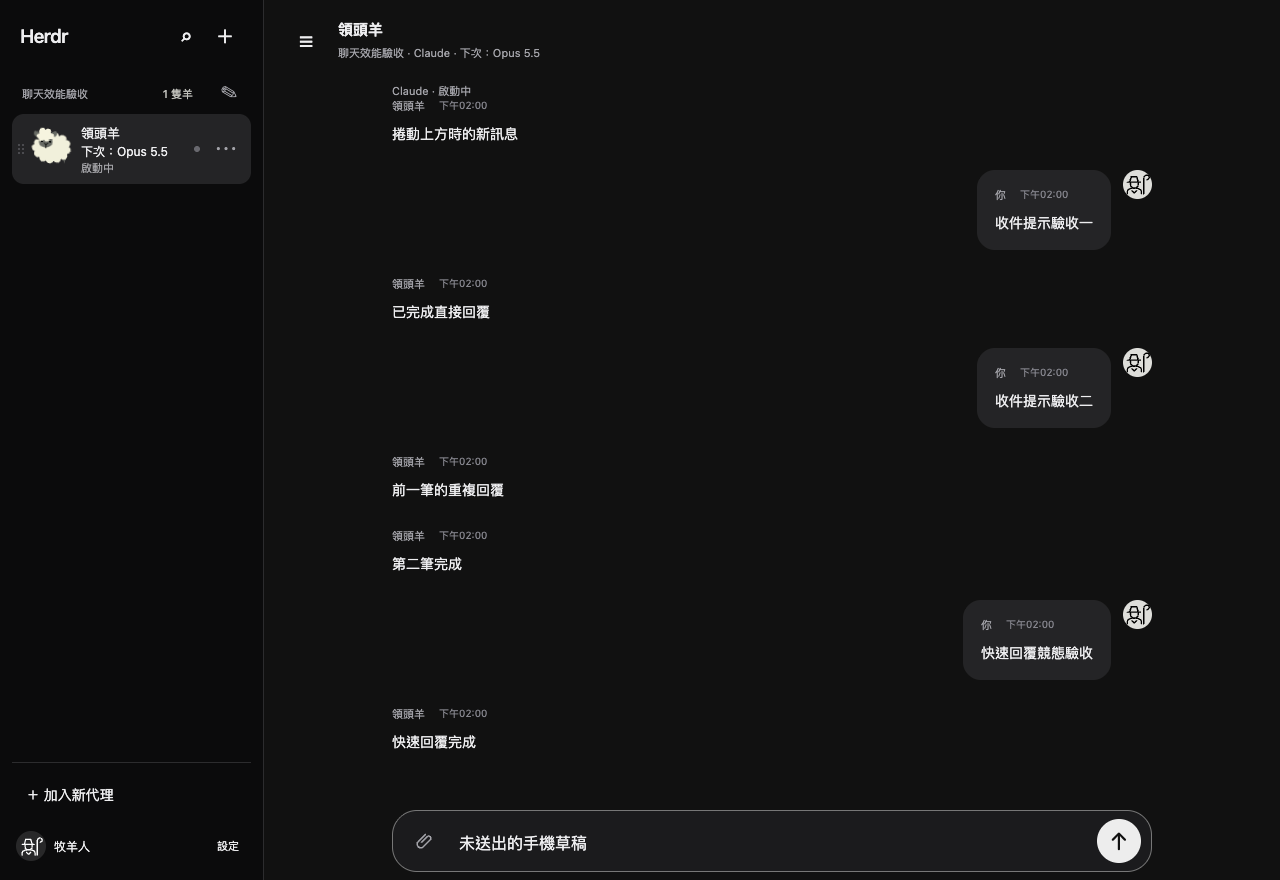 Herdr
聊天效能驗收
1 隻羊
領頭羊
下次：Opus 5.5
啟動中
+ 加入新代理
牧羊人
設定
領頭羊
聊天效能驗收 · Claude · 下次：Opus 5.5
Claude · 啟動中
領頭羊 下午02:00
捲動上方時的新訊息
你 下午02:00
收件提示驗收一
領頭羊 下午02:00
已完成直接回覆
你 下午02:00
收件提示驗收二
領頭羊 下午02:00
前一筆的重複回覆
領頭羊 下午02:00
第二筆完成
你 下午02:00
快速回覆競態驗收
領頭羊 下午02:00
快速回覆完成
未送出的手機草稿